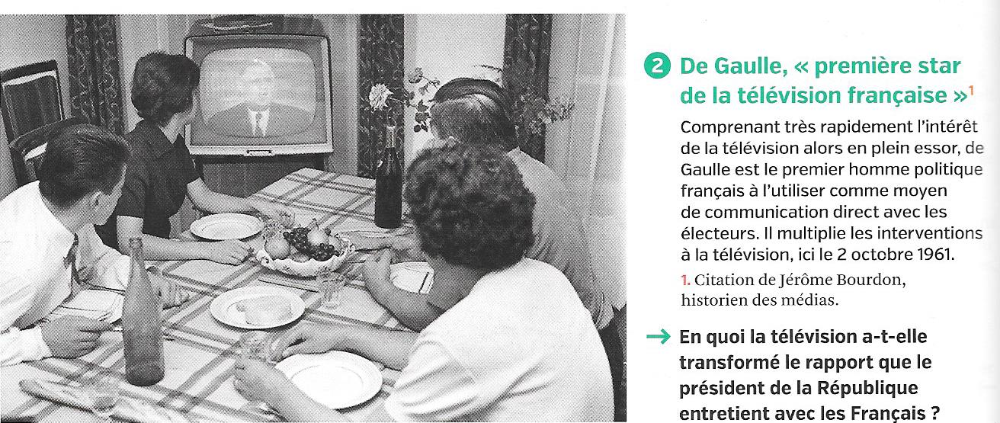 2 De Gaulle, « première star
de la télévision française »1
Comprenant très rapidement l'intérêt
de la télévision alors en plein essor, de
Gaulle est le premier homme politique
français à l'utiliser comme moyen
de communication direct avec les
électeurs. Il multiplie les interventions
à la télévision, ici le 2 octobre 1961.
1. Citation de Jérôme Bourdon,
historien des médias.
→ En quoi la télévision a-t-elle
transformé le rapport que le
président de la République
entretient avec les Français ?